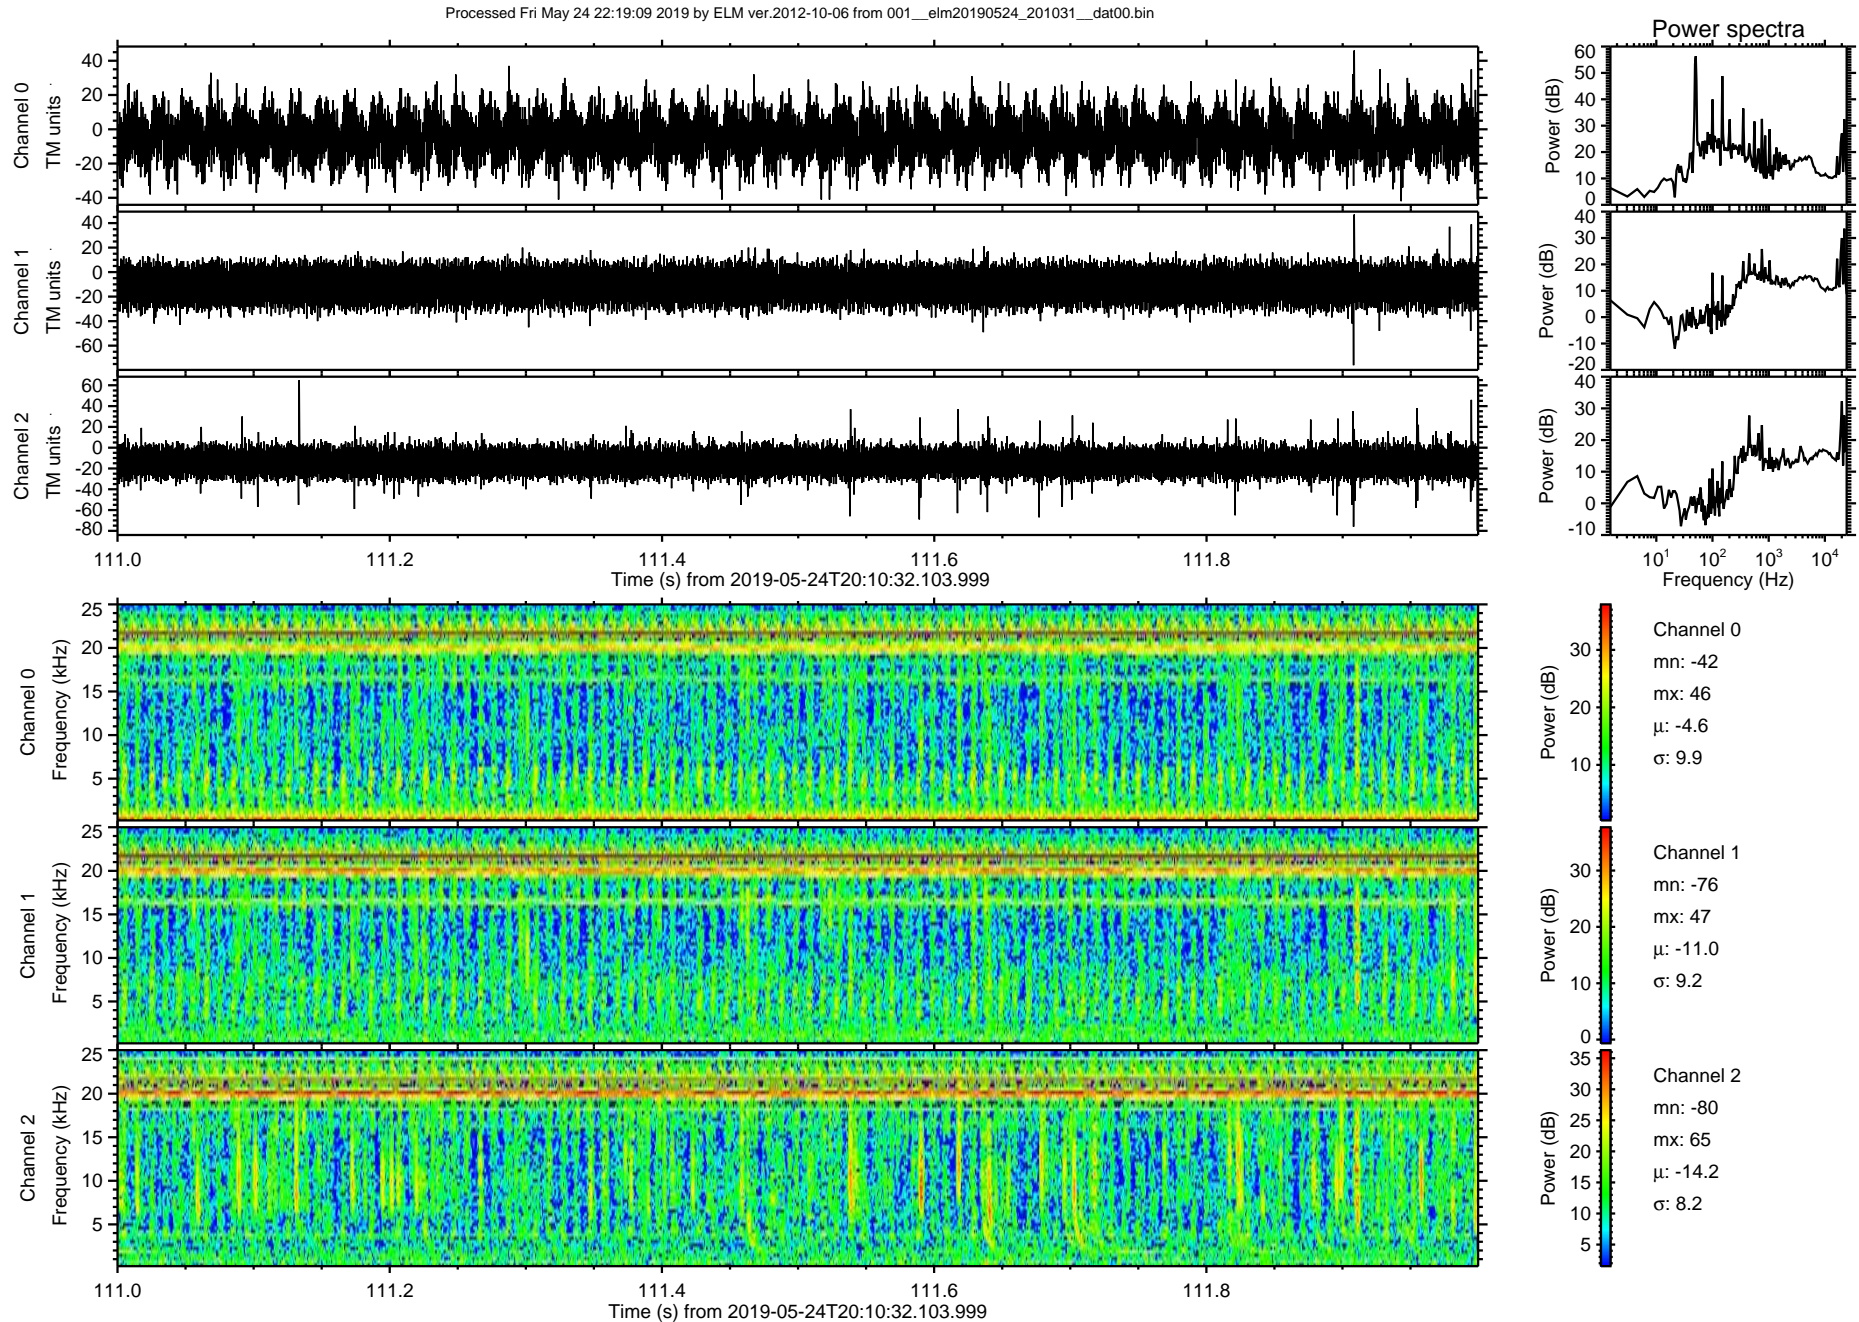 Processed Fri May 24 22:19:09 2019 by ELM ver.2012-10-06 from 001__elm20190524_201031__dat00.bin
Power spectra
Channel 0
TM units
40
20
0
-20
-40
Power (dB)
60
50
40
30
20
10
0
Channel 1
TM units
40
20
0
-20
-40
-60
Power (dB)
40
30
20
10
0
-10
-20
Channel 2
TM units
60
40
20
0
-20
-40
-60
-80
Power (dB)
40
30
20
10
0
-10
111.0 111.2 111.4 111.6 111.8
Time (s) from 2019-05-24T20:10:32.103.999
10¹ 10² 10³ 10⁴
Frequency (Hz)
Channel 0
Frequency (kHz)
25
20
15
10
5
Power (dB)
30
20
10
Channel 0
mn: -42
mx: 46
μ: -4.6
σ: 9.9
Channel 1
Frequency (kHz)
25
20
15
10
5
Power (dB)
30
20
10
0
Channel 1
mn: -76
mx: 47
μ: -11.0
σ: 9.2
Channel 2
Frequency (kHz)
25
20
15
10
5
Power (dB)
35
30
25
20
15
10
5
Channel 2
mn: -80
mx: 65
μ: -14.2
σ: 8.2
111.0 111.2 111.4 111.6 111.8
Time (s) from 2019-05-24T20:10:32.103.999